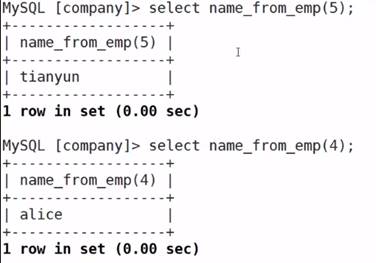 MySQL [company]> select name_from_emp(5);
+------------------+
| name_from_emp(5) |
+------------------+
| tianyun          |
+------------------+
1 row in set (0.00 sec)

MySQL [company]> select name_from_emp(4);
+------------------+
| name_from_emp(4) |
+------------------+
| alice            |
+------------------+
1 row in set (0.00 sec)